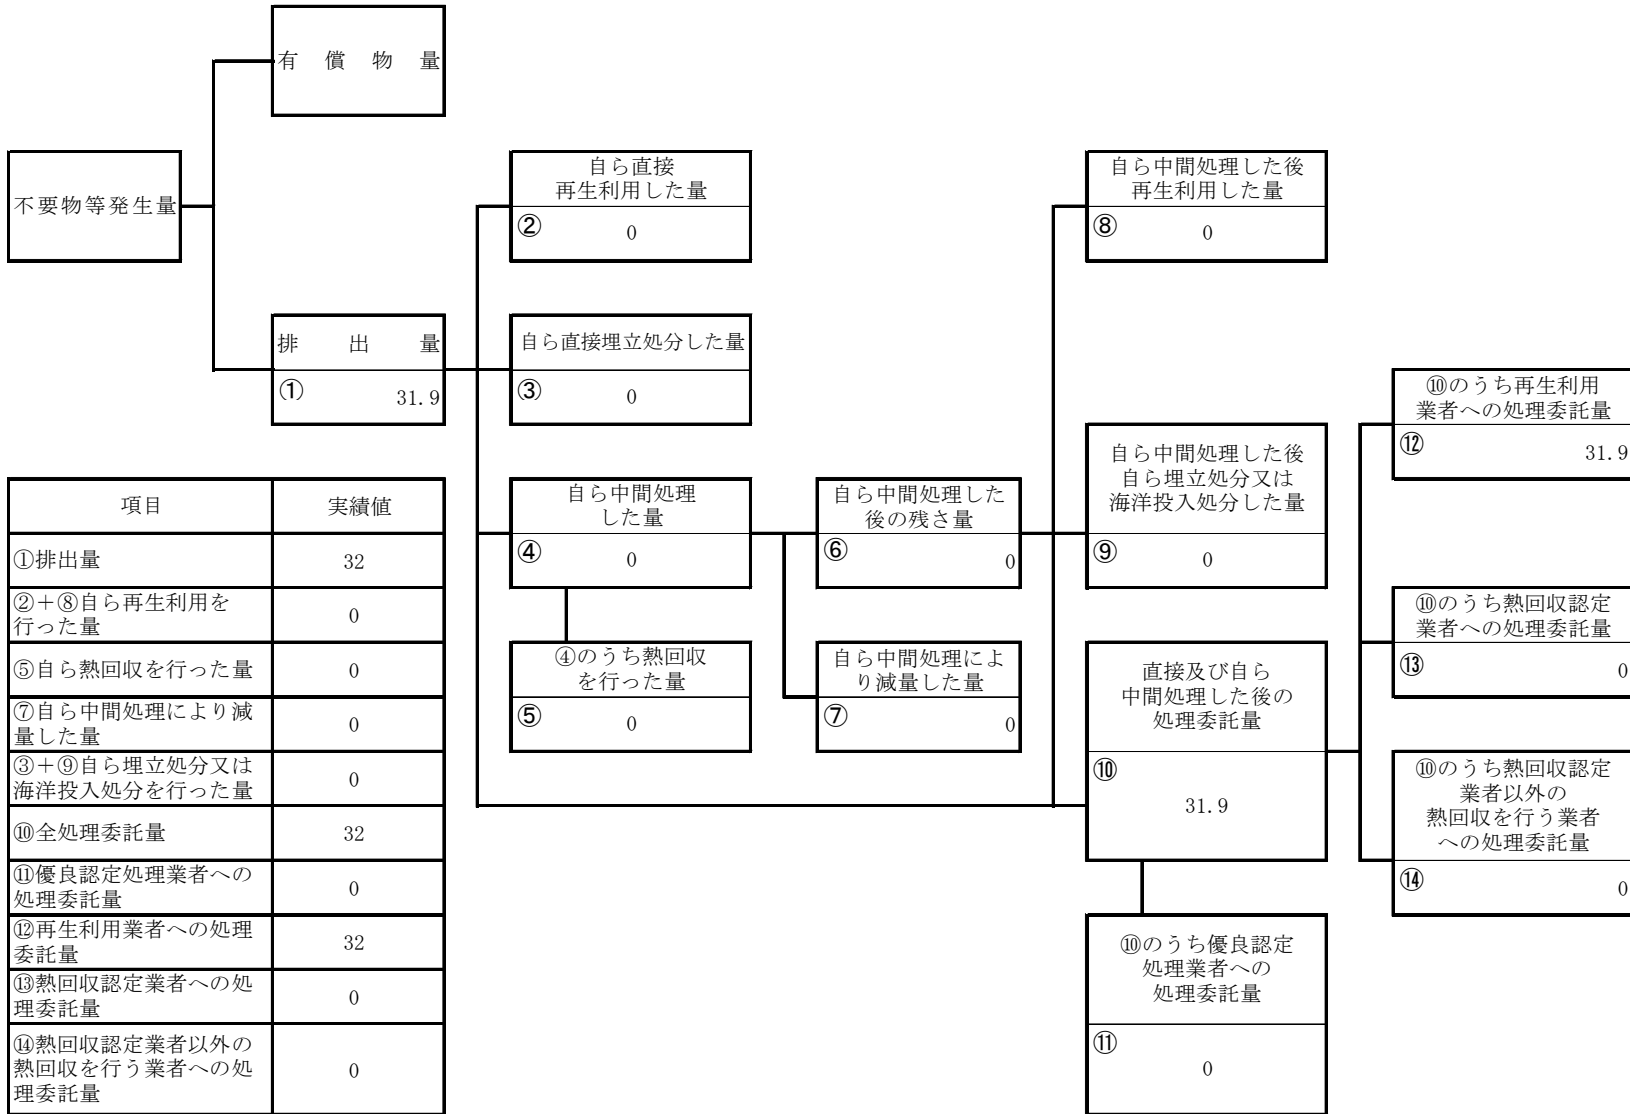 有償物量
不要物等発生量
排出量
① 31.9
自ら直接
再生利用した量
② 0
自ら直接埋立処分した量
③ 0
自ら中間処理
した量
④ 0
④のうち熱回収
を行った量
⑤ 0
自ら中間処理した
後の残さ量
⑥ 0
自ら中間処理によ
り減量した量
⑦ 0
自ら中間処理した後
再生利用した量
⑧ 0
自ら中間処理した後
自ら埋立処分又は
海洋投入処分した量
⑨ 0
直接及び自ら
中間処理した後の
処理委託量
⑩
31.9
⑩のうち優良認定
処理業者への
処理委託量
⑪
0
⑩のうち再生利用
業者への処理委託量
⑫ 31.9
⑩のうち熱回収認定
業者への処理委託量
⑬ 0
⑩のうち熱回収認定
業者以外の
熱回収を行う業者
への処理委託量
⑭ 0
項目 実績値
①排出量 32
②＋⑧自ら再生利用を
行った量 0
⑤自ら熱回収を行った量 0
⑦自ら中間処理により減
量した量 0
③＋⑨自ら埋立処分又は
海洋投入処分を行った量 0
⑩全処理委託量 32
⑪優良認定処理業者への
処理委託量 0
⑫再生利用業者への処理
委託量 32
⑬熱回収認定業者への処
理委託量 0
⑭熱回収認定業者以外の
熱回収を行う業者への処 0
理委託量